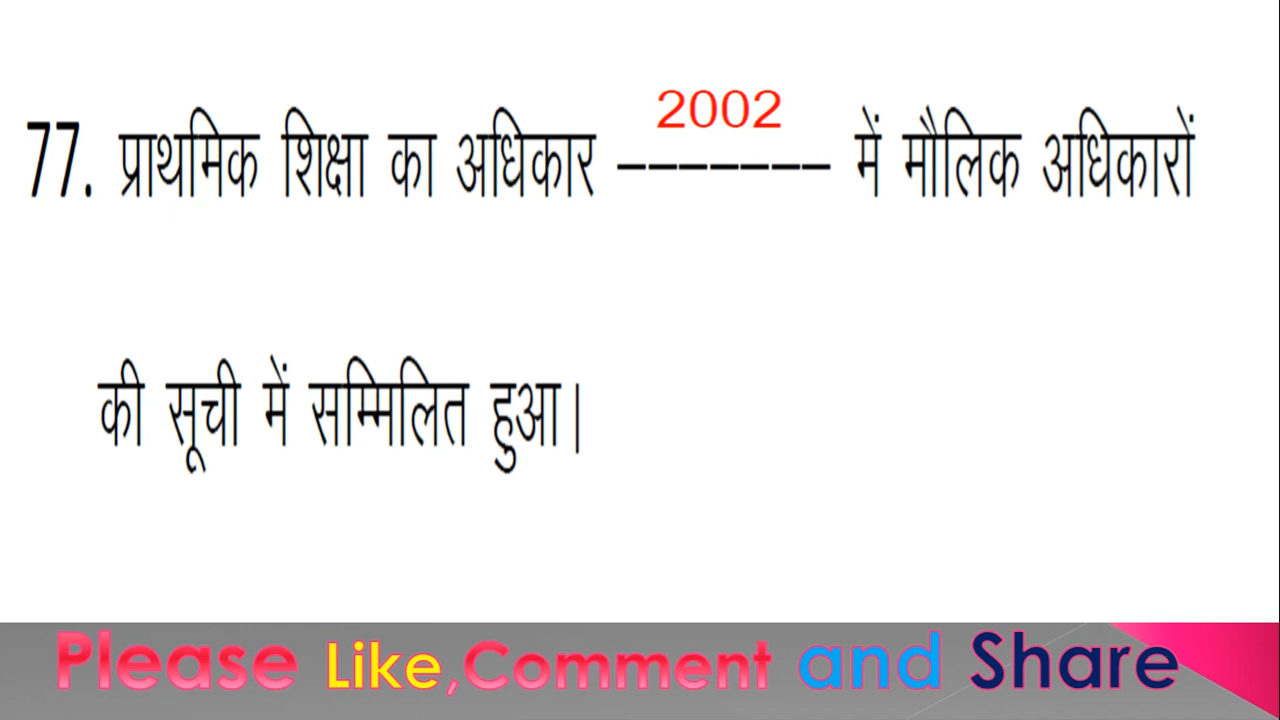 2002
77. प्राथमिक शिक्षा का अधिकार ------- में मौलिक अधिकारों
की सूची में सम्मिलित हुआ।
Please Like,Comment and Share